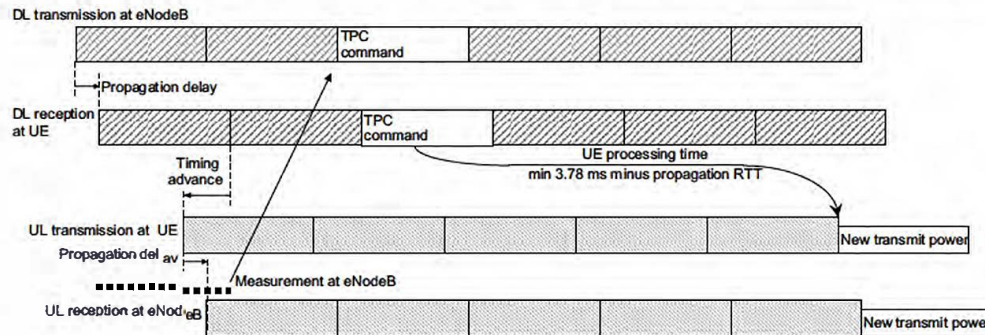 DL transmission at eNodeB
TPC
command
Propagation delay
DL reception
at UE
TPC
command
UE processing time
min 3.78 ms minus propagation RTT
Timing
advance
UL transmission at UE
New transmit power
Propagation del av
Measurement at eNodeB
UL reception at eNod'eB
New transmit power